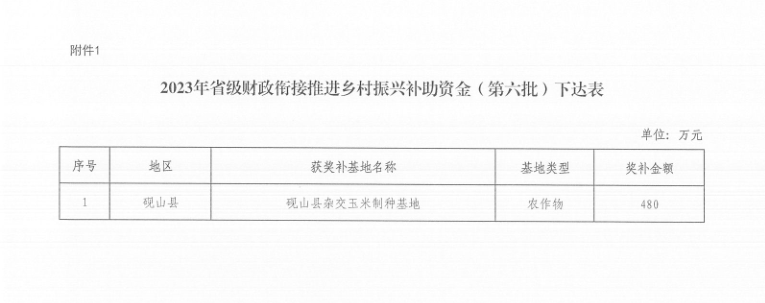 附件1
2023年省级财政衔接推进乡村振兴补助资金（第六批）下达表
单位：万元
序号 地区 获奖补基地名称 基地类型 奖补金额
1 砚山县 砚山县杂交玉米制种基地 农作物 480